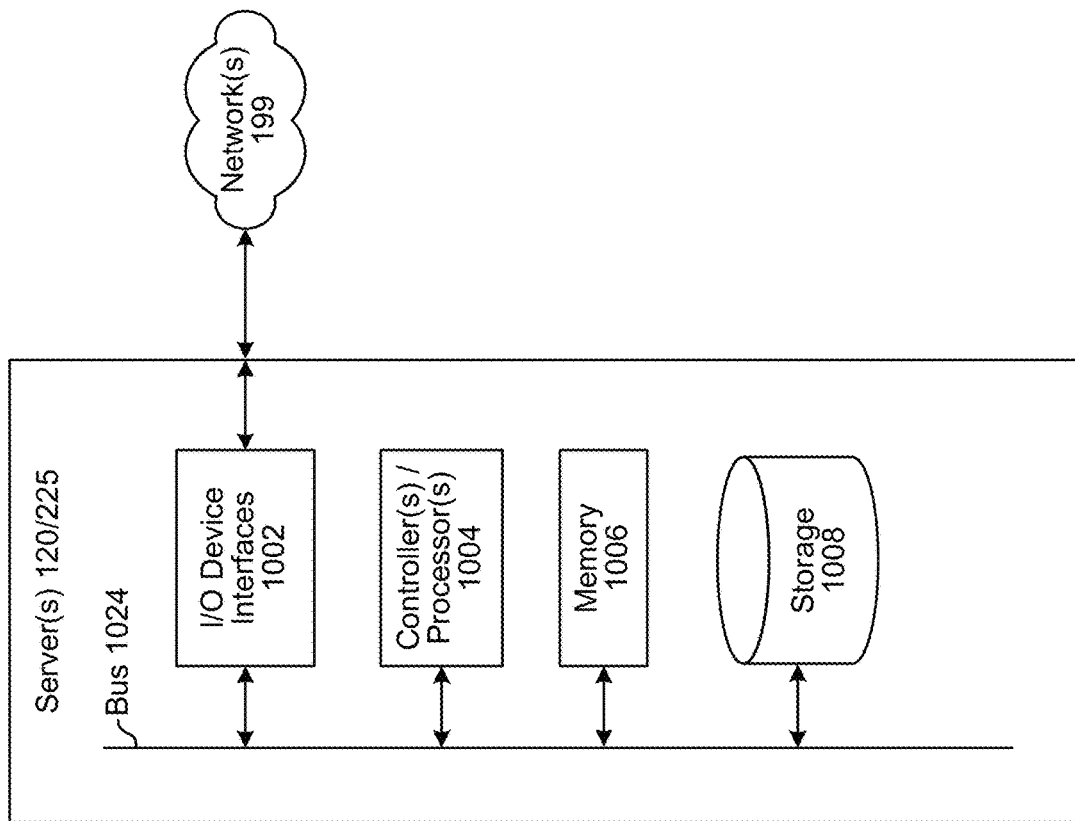 Server(s) 120/225
Bus 1024
I/O Device
Interfaces
1002
Controller(s) /
Processor(s)
1004
Memory
1006
Storage
1008
Network(s)
199